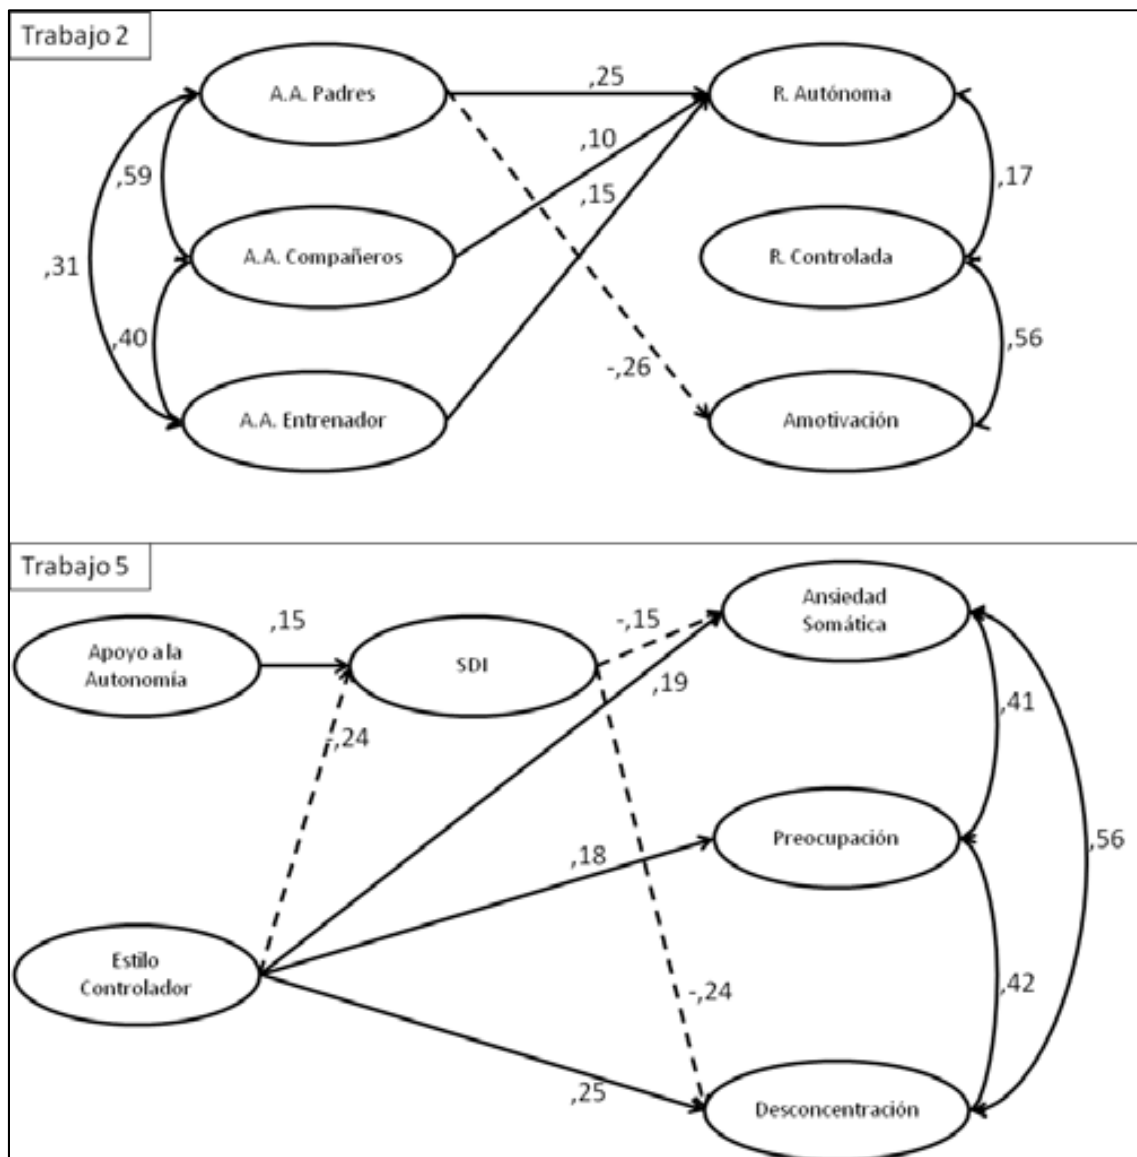 Trabajo 2
A.A. Padres
,25
R. Autónoma
,10
,59
,15
,17
A.A. Compañeros
R. Controlada
,31
,40
,56
-,26
A.A. Entrenador
Amotivación
Trabajo 5
Ansiedad
Somática
,15
-,15
Apoyo a la
Autonomía
SDI
,19
,41
-,24
Preocupación
,56
,18
Estilo
Controlador
,42
-,24
,25
Desconcentración